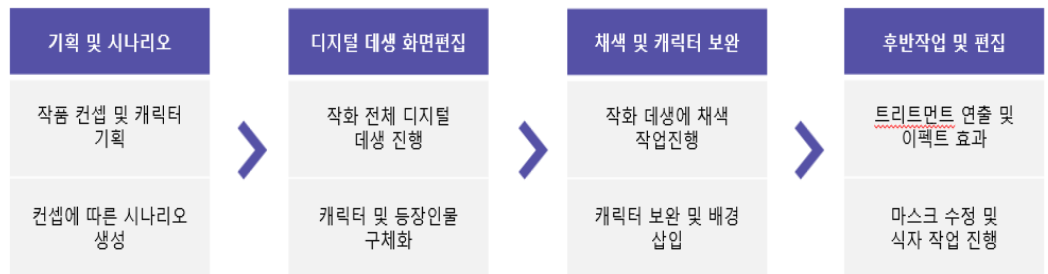 기획 및 시나리오
작품 컨셉 및 캐릭터
기획
컨셉에 따른 시나리오
생성
디지털 데생 화면편집
작화 전체 디지털
데생 진행
캐릭터 및 등장인물
구체화
채색 및 캐릭터 보완
작화 데생에 채색
작업진행
캐릭터 보완 및 배경
삽입
후반작업 및 편집
트리트먼트 연출 및
이펙트 효과
마스크 수정 및
식자 작업 진행